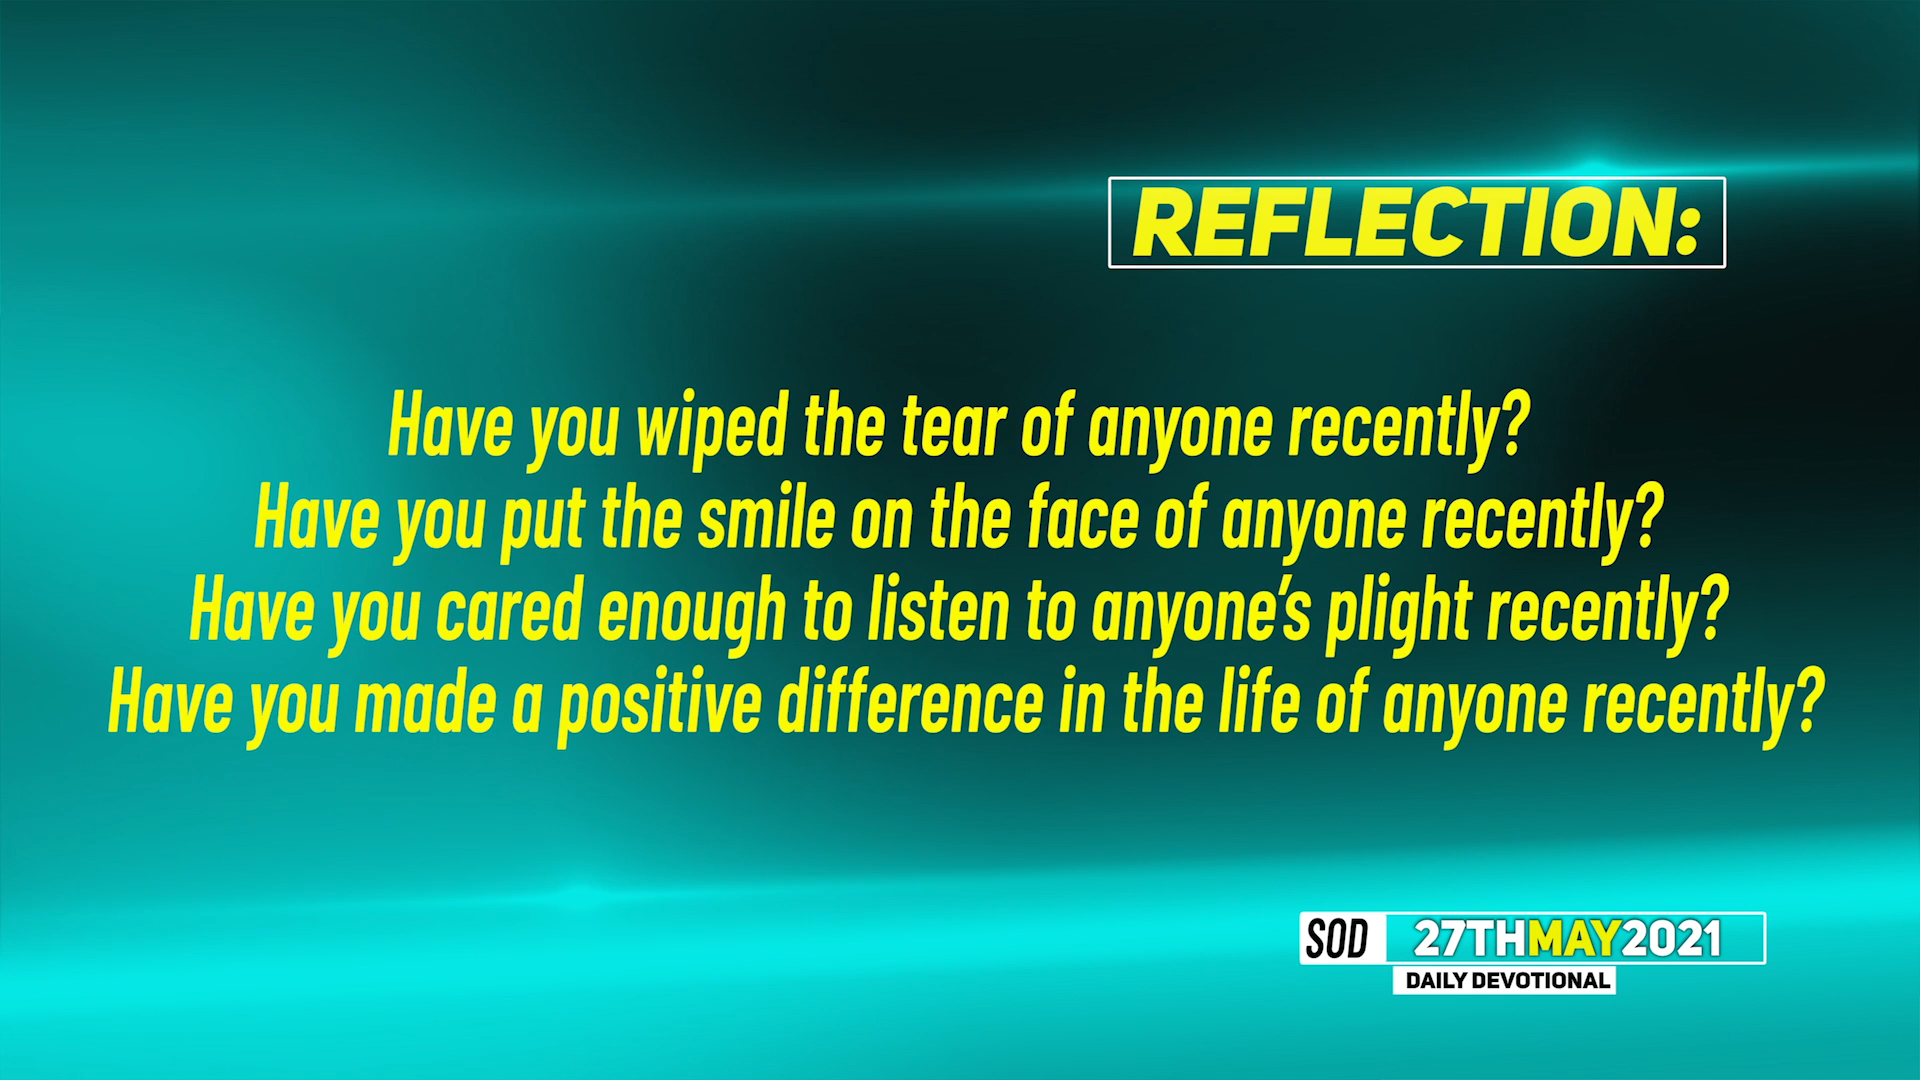 REFLECTION:
Have you wiped the tear of anyone recently?
Have you put the smile on the face of anyone recently?
Have you cared enough to listen to anyone's plight recently?
Have you made a positive difference in the life of anyone recently?
SOD 27THMAY2021
DAILY DEVOTIONAL